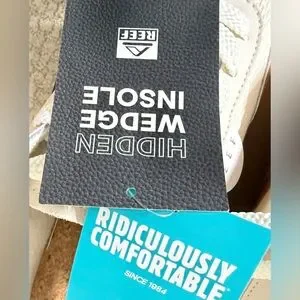 HIDDEN
WEDGE
INSOLE
REEF
RIDICULOUSLY
COMFORTABLE
SINCE 1984